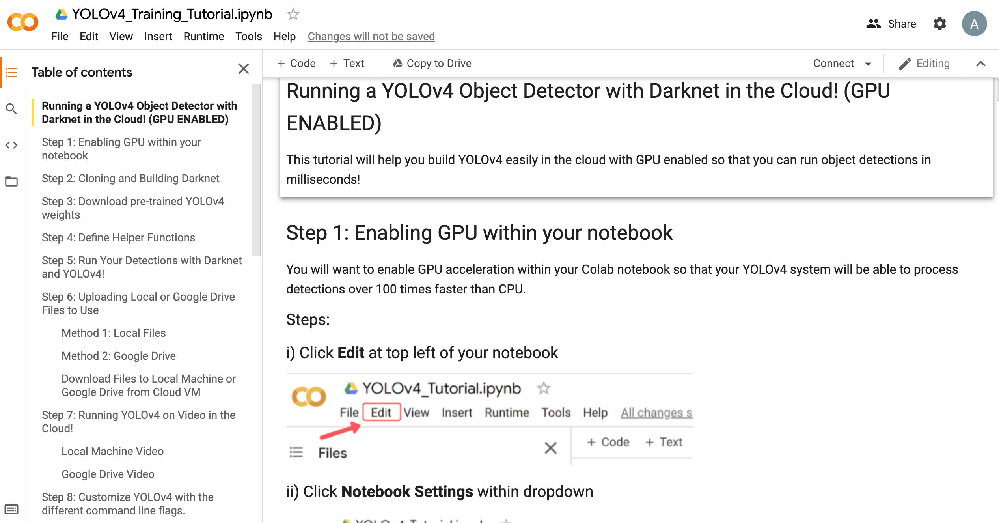 YOLOv4_Training_Tutorial.ipynb
File Edit View Insert Runtime Tools Help Changes will not be saved
Share
A
Table of contents
Running a YOLOv4 Object Detector with
Darknet in the Cloud! (GPU ENABLED)
Step 1: Enabling GPU within your
notebook
Step 2: Cloning and Building Darknet
Step 3: Download pre-trained YOLOv4
weights
Step 4: Define Helper Functions
Step 5: Run Your Detections with Darknet
and YOLOv4!
Step 6: Uploading Local or Google Drive
Files to Use
Method 1: Local Files
Method 2: Google Drive
Download Files to Local Machine or
Google Drive from Cloud VM
Step 7: Running YOLOv4 on Video in the
Cloud!
Local Machine Video
Google Drive Video
Step 8: Customize YOLOv4 with the
different command line flags.
+ Code + Text Copy to Drive
Connect Editing
Running a YOLOv4 Object Detector with Darknet in the Cloud! (GPU
ENABLED)
This tutorial will help you build YOLOv4 easily in the cloud with GPU enabled so that you can run object detections in
milliseconds!
Step 1: Enabling GPU within your notebook
You will want to enable GPU acceleration within your Colab notebook so that your YOLOv4 system will be able to process
detections over 100 times faster than CPU.
Steps:
i) Click Edit at top left of your notebook
YOLOv4_Tutorial.ipynb
File Edit View Insert Runtime Tools Help All changes s
+ Code + Text
Files
ii) Click Notebook Settings within dropdown
YOLOv4_Tutorial.ipynb